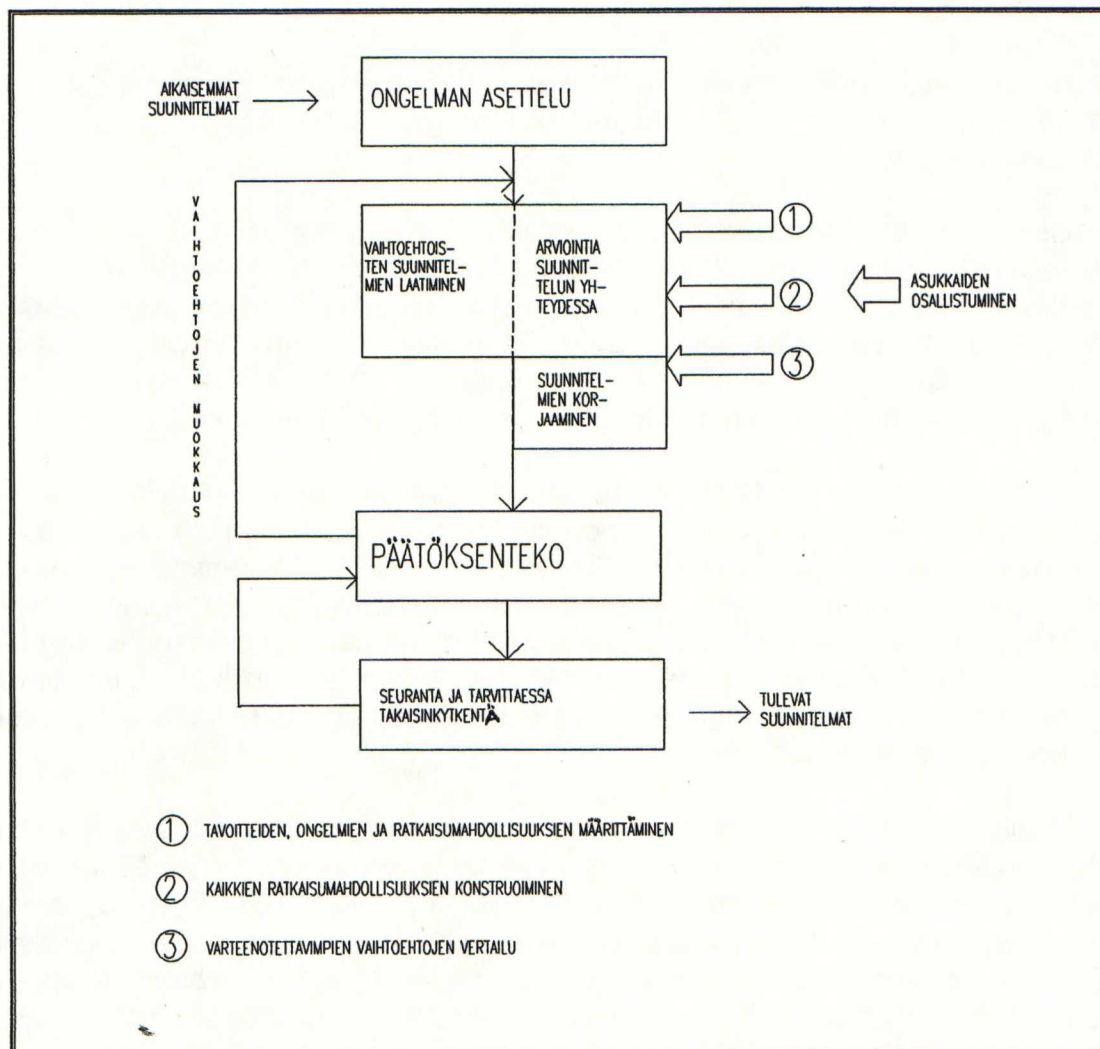 AIKAISEMMAT
SUUNNITELMAT
ONGELMAN ASETTELU
VAIHTOEHTOJEN MUOKKAUS
VAIHTOEHTOIS-
TEN SUUNNITEL-
MIEN LAATIMINEN
ARVIOINTIA
SUUNNIT-
TELUN YH-
TEYDESSA
1
2
3
ASUKKAIDEN
OSALLISTUMINEN
SUUNNITEL-
MIEN KOR-
JAAMINEN
PÄÄTÖKSENTEKO
SEURANTA JA TARVITTAESSA
TAKAISINKYTKENTÄ
TULEVAT
SUUNNITELMAT
1 TAVOITTEIDEN, ONGELMIEN JA RATKAISUMAHDOLLISUUKSIEN MÄÄRITTÄMINEN
2 KAIKKIEN RATKAISUMAHDOLLISUUKSIEN KONSTRUOIMINEN
3 VARTEENOTETTAVIMPIEN VAIHTOEHTOJEN VERTAILU